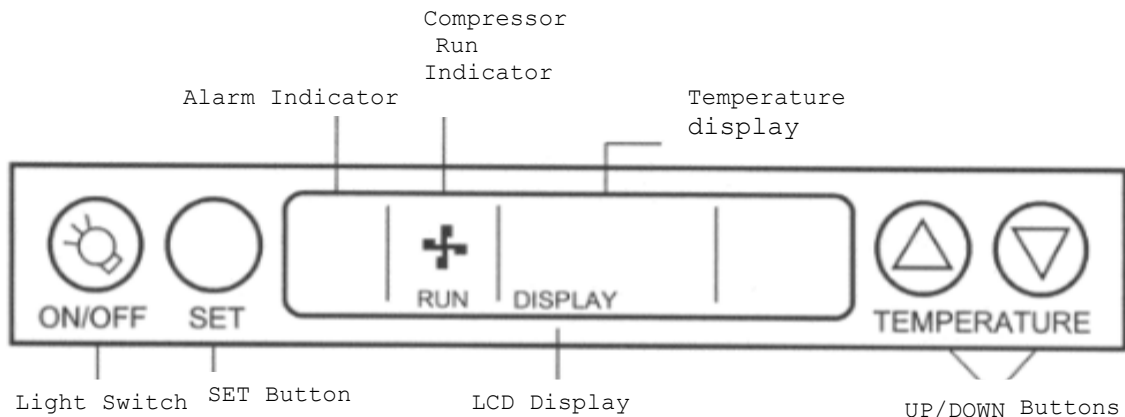 Compressor
Run
Indicator
Alarm Indicator
Temperature
display
RUN
DISPLAY
ON/OFF
SET
TEMPERATURE
Light Switch
SET Button
LCD Display
UP/DOWN Buttons